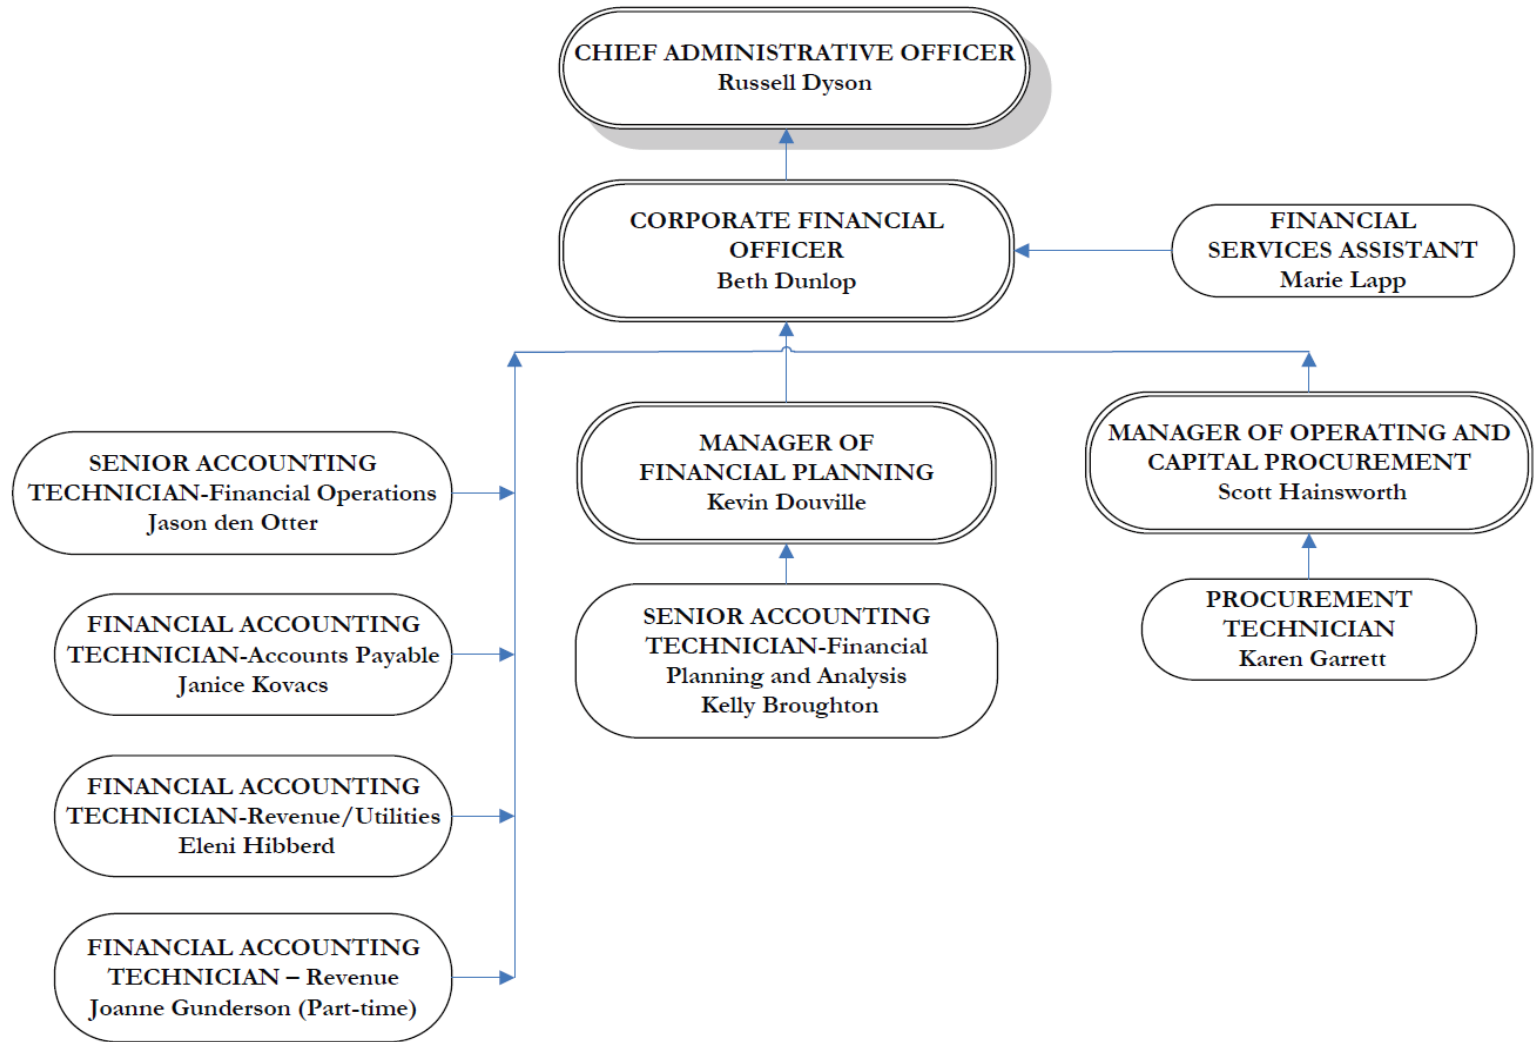 CHIEF ADMINISTRATIVE OFFICER
Russell Dyson
CORPORATE FINANCIAL
OFFICER
Beth Dunlop
FINANCIAL
SERVICES ASSISTANT
Marie Lapp
SENIOR ACCOUNTING
TECHNICIAN-Financial Operations
Jason den Otter
MANAGER OF
FINANCIAL PLANNING
Kevin Douville
MANAGER OF OPERATING AND
CAPITAL PROCUREMENT
Scott Hainsworth
FINANCIAL ACCOUNTING
TECHNICIAN-Accounts Payable
Janice Kovacs
SENIOR ACCOUNTING
TECHNICIAN-Financial
Planning and Analysis
Kelly Broughton
PROCUREMENT
TECHNICIAN
Karen Garrett
FINANCIAL ACCOUNTING
TECHNICIAN-Revenue/Utilities
Eleni Hibberd
FINANCIAL ACCOUNTING
TECHNICIAN – Revenue
Joanne Gunderson (Part-time)